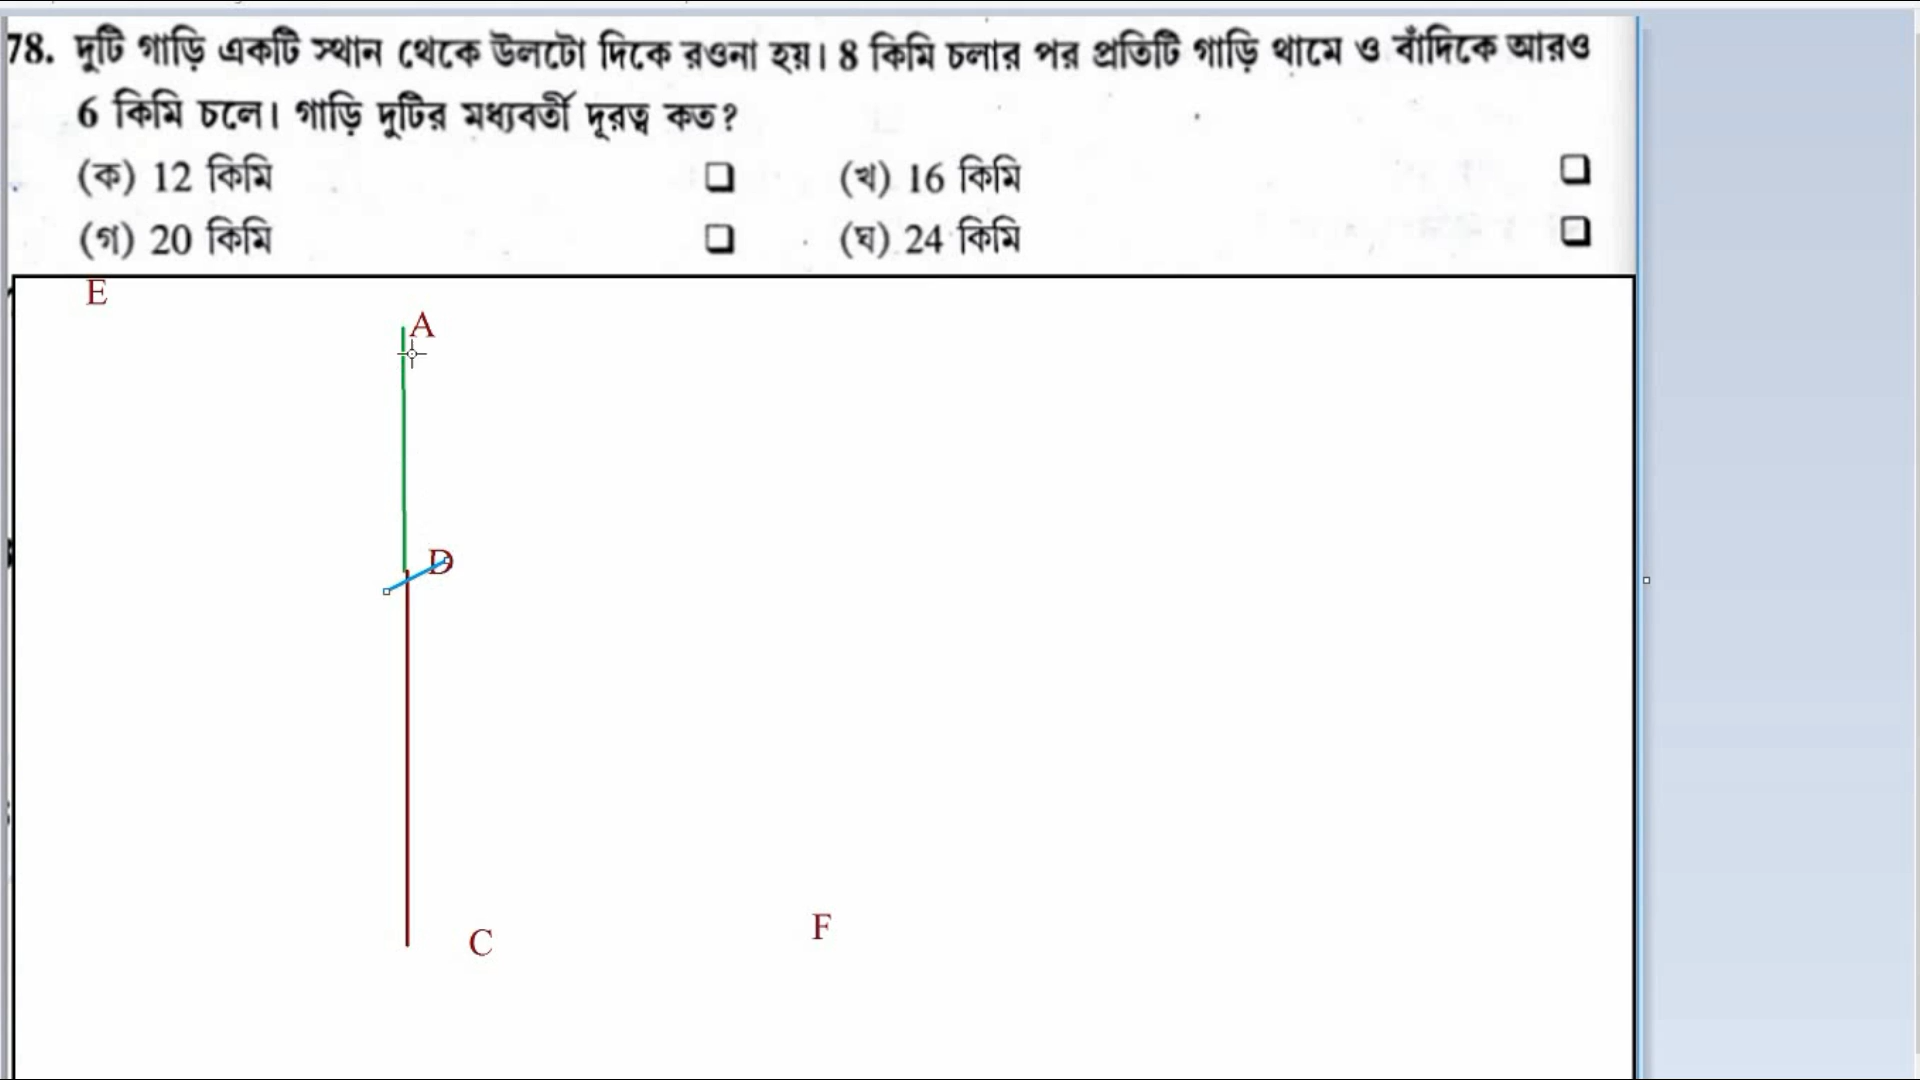 78. দুটি গাড়ি একটি স্থান থেকে উলটো দিকে রওনা হয়। 8 কিমি চলার পর প্রতিটি গাড়ি থামে ও বাঁদিকে আরও
6 কিমি চলে। গাড়ি দুটির মধ্যবর্তী দূরত্ব কত?
(ক) 12 কিমি (খ) 16 কিমি
(গ) 20 কিমি (ঘ) 24 কিমি
E
A
D
C
F